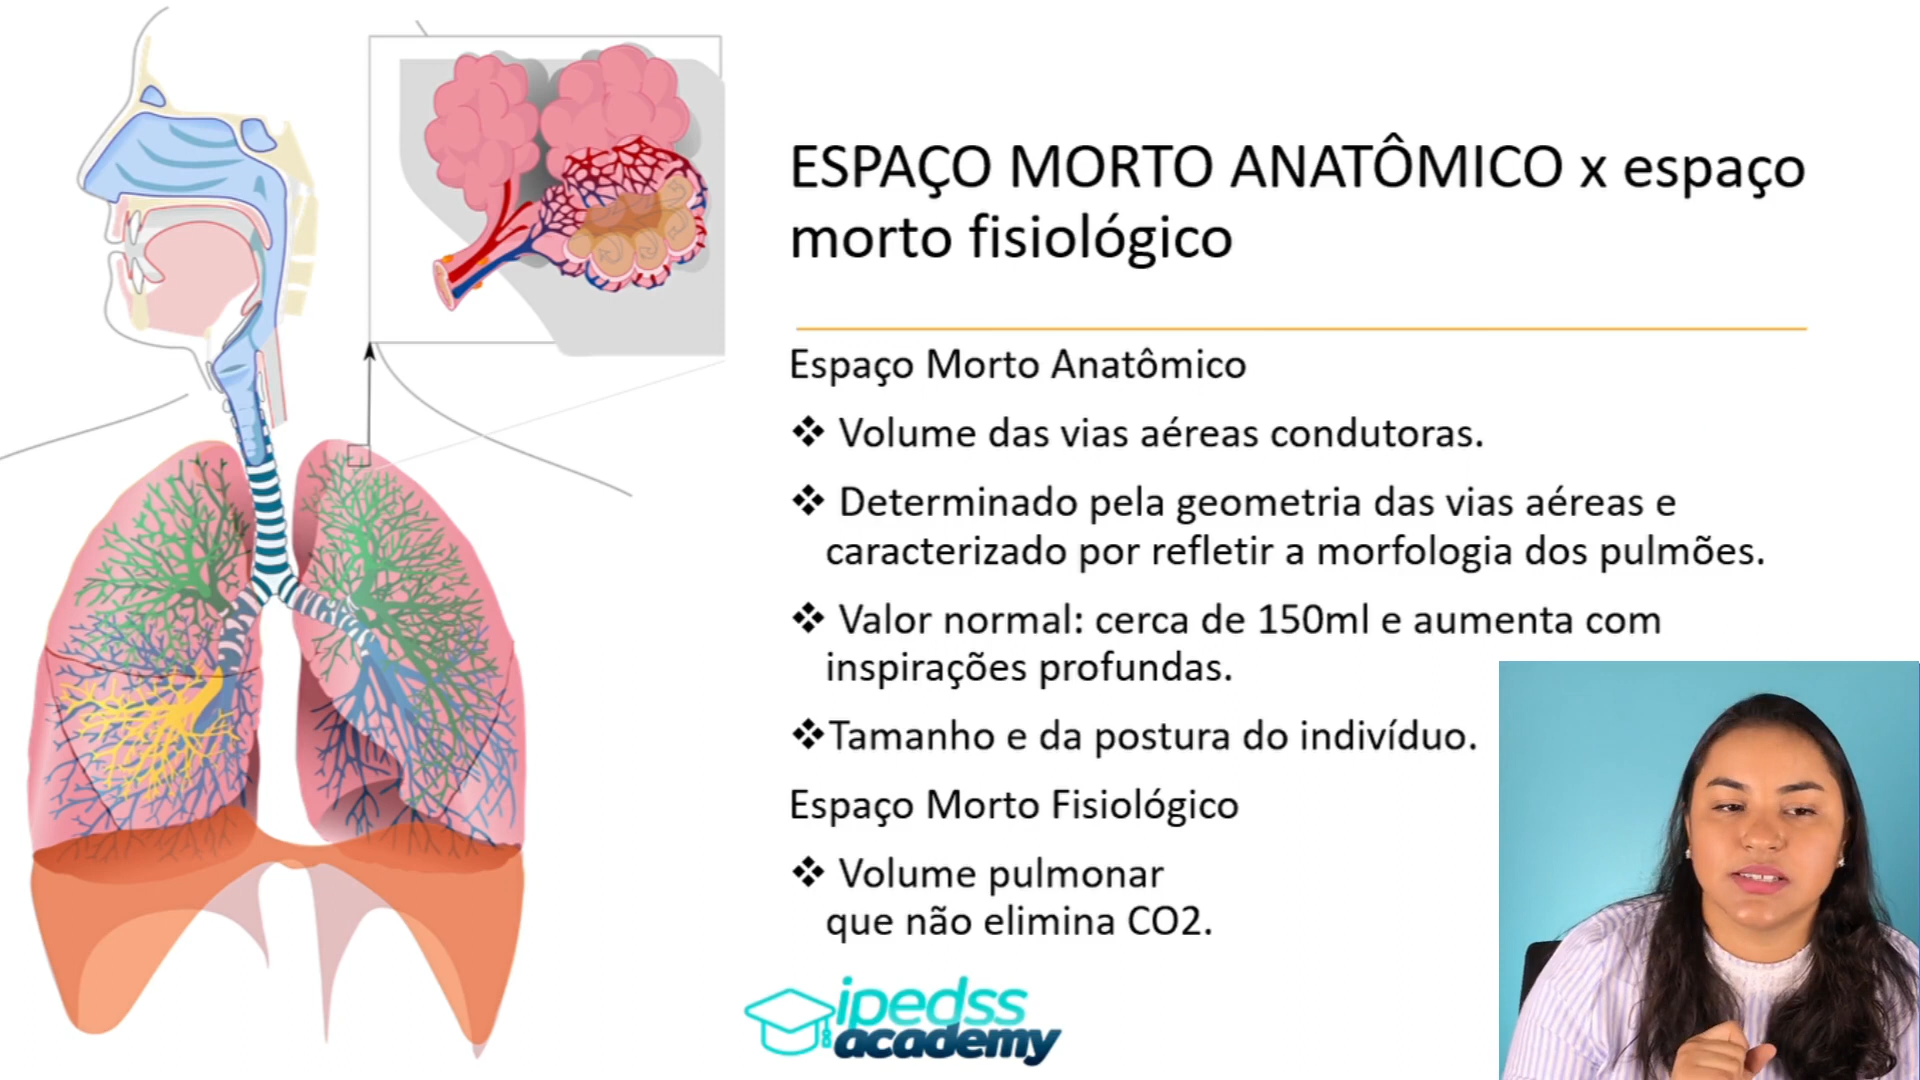 ESPAÇO MORTO ANATÔMICO x espaço
morto fisiológico
Espaço Morto Anatômico
❖ Volume das vias aéreas condutoras.
❖ Determinado pela geometria das vias aéreas e
caracterizado por refletir a morfologia dos pulmões.
❖ Valor normal: cerca de 150ml e aumenta com
inspirações profundas.
❖Tamanho e da postura do indivíduo.
Espaço Morto Fisiológico
❖ Volume pulmonar
que não elimina CO2.
ipedss
academy